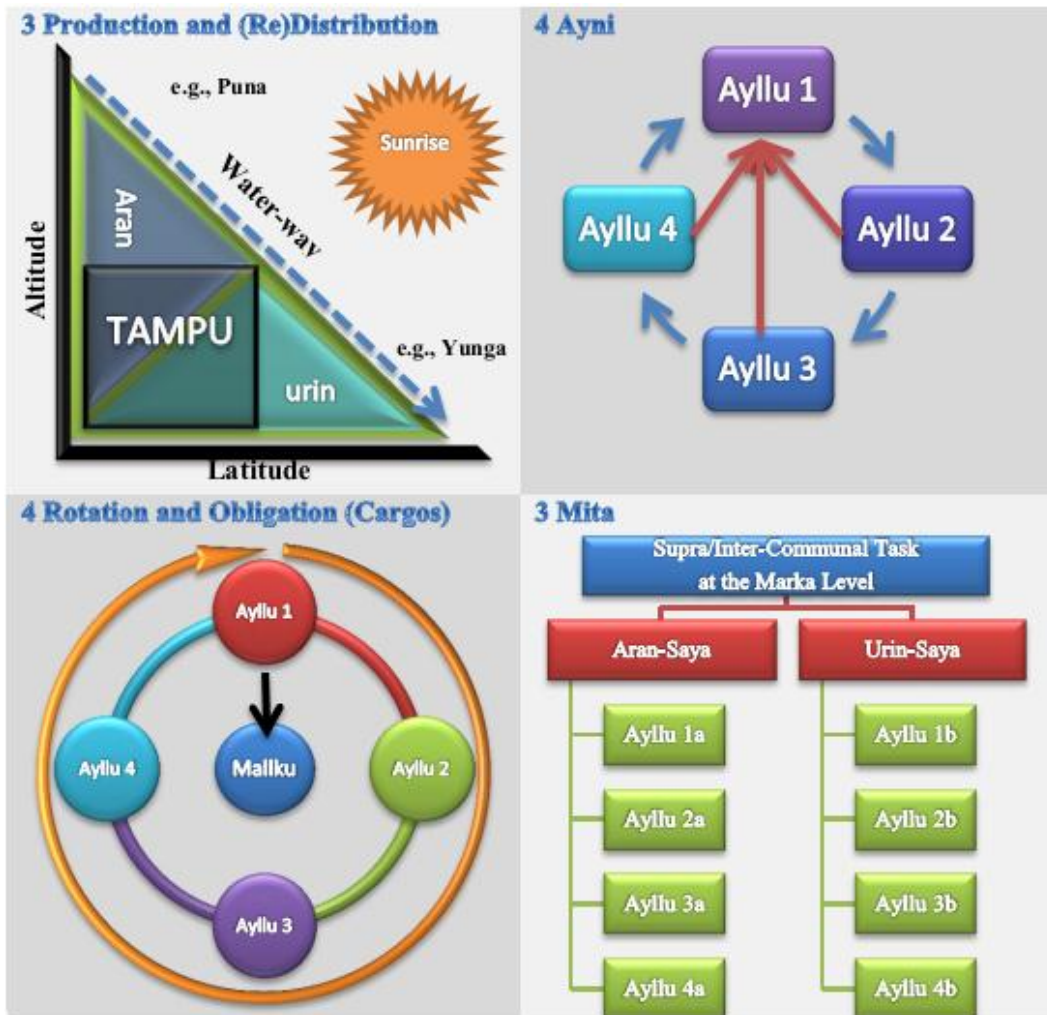 3 Production and (Re)Distribution
e.g., Puna
Sunrise
Water-way
Aran
Altitude
TAMPU
e.g., Yunga
urin
Latitude
4 Ayni
Ayllu 1
Ayllu 4
Ayllu 2
Ayllu 3
4 Rotation and Obligation (Cargos)
Ayllu 1
Ayllu 4
Mallku
Ayllu 2
Ayllu 3
3 Mita
Supra/Inter-Communal Task
at the Marka Level
Aran-Saya
Urin-Saya
Ayllu 1a
Ayllu 1b
Ayllu 2a
Ayllu 2b
Ayllu 3a
Ayllu 3b
Ayllu 4a
Ayllu 4b